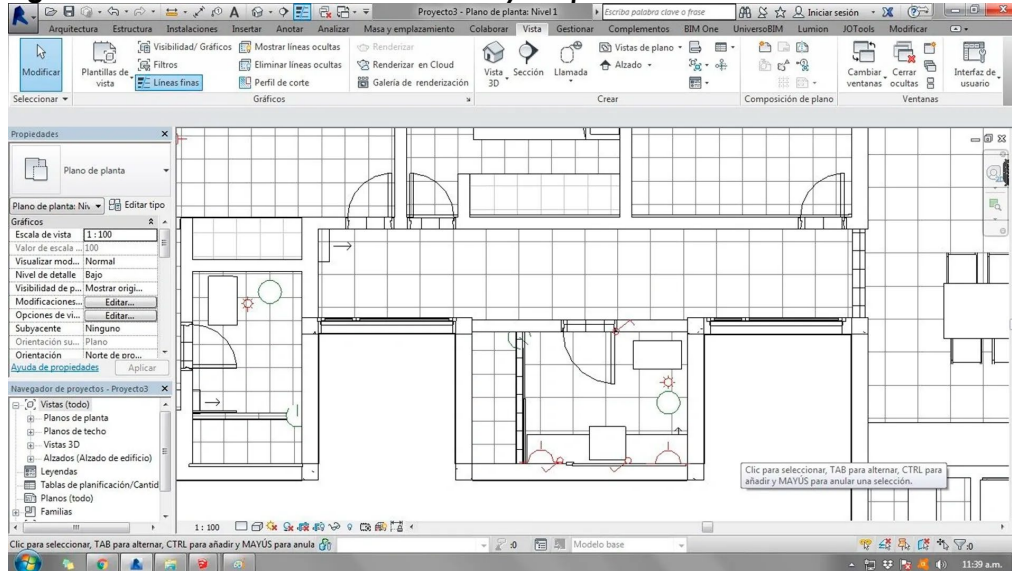 Proyecto3 - Plano de planta: Nivel 1
Escriba palabra clave o frase
Iniciar sesión
Arquitectura Estructura Instalaciones Insertar Anotar Analizar Masa y emplazamiento Colaborar Vista Gestionar Complementos BIM One UniversoBIM Lumion JOTools Modificar
Modificar
Plantillas de vista
Visibilidad/ Gráficos
Filtros
Líneas finas
Mostrar líneas ocultas
Eliminar líneas ocultas
Perfil de corte
Renderizar
Renderizar en Cloud
Galería de renderización
Vista 3D
Sección
Llamada
Vistas de plano
Alzado
Cambiar ventanas
Cerrar ocultas
Interfaz de usuario
Seleccionar
Gráficos
Crear
Composición de plano
Ventanas
Propiedades
Plano de planta
Plano de planta: Niv
Editar tipo
Gráficos
Escala de vista 1 : 100
Valor de escala ... 100
Visualizar mod... Normal
Nivel de detalle Bajo
Visibilidad de p... Mostrar origi...
Modificaciones... Editar...
Opciones de vi... Editar...
Subyacente Ninguno
Orientación su... Plano
Orientación Norte de pro...
Ayuda de propiedades
Aplicar
Navegador de proyectos - Proyecto3
Vistas (todo)
Planos de planta
Planos de techo
Vistas 3D
Alzados (Alzado de edificio)
Leyendas
Tablas de planificación/Cantid
Planos (todo)
Familias
Clic para seleccionar, TAB para alternar, CTRL para
añadir y MAYÚS para anular una selección.
1 : 100
Clic para seleccionar, TAB para alternar, CTRL para añadir y MAYÚS para anula
:0
Modelo base
:0
11:39 a.m.